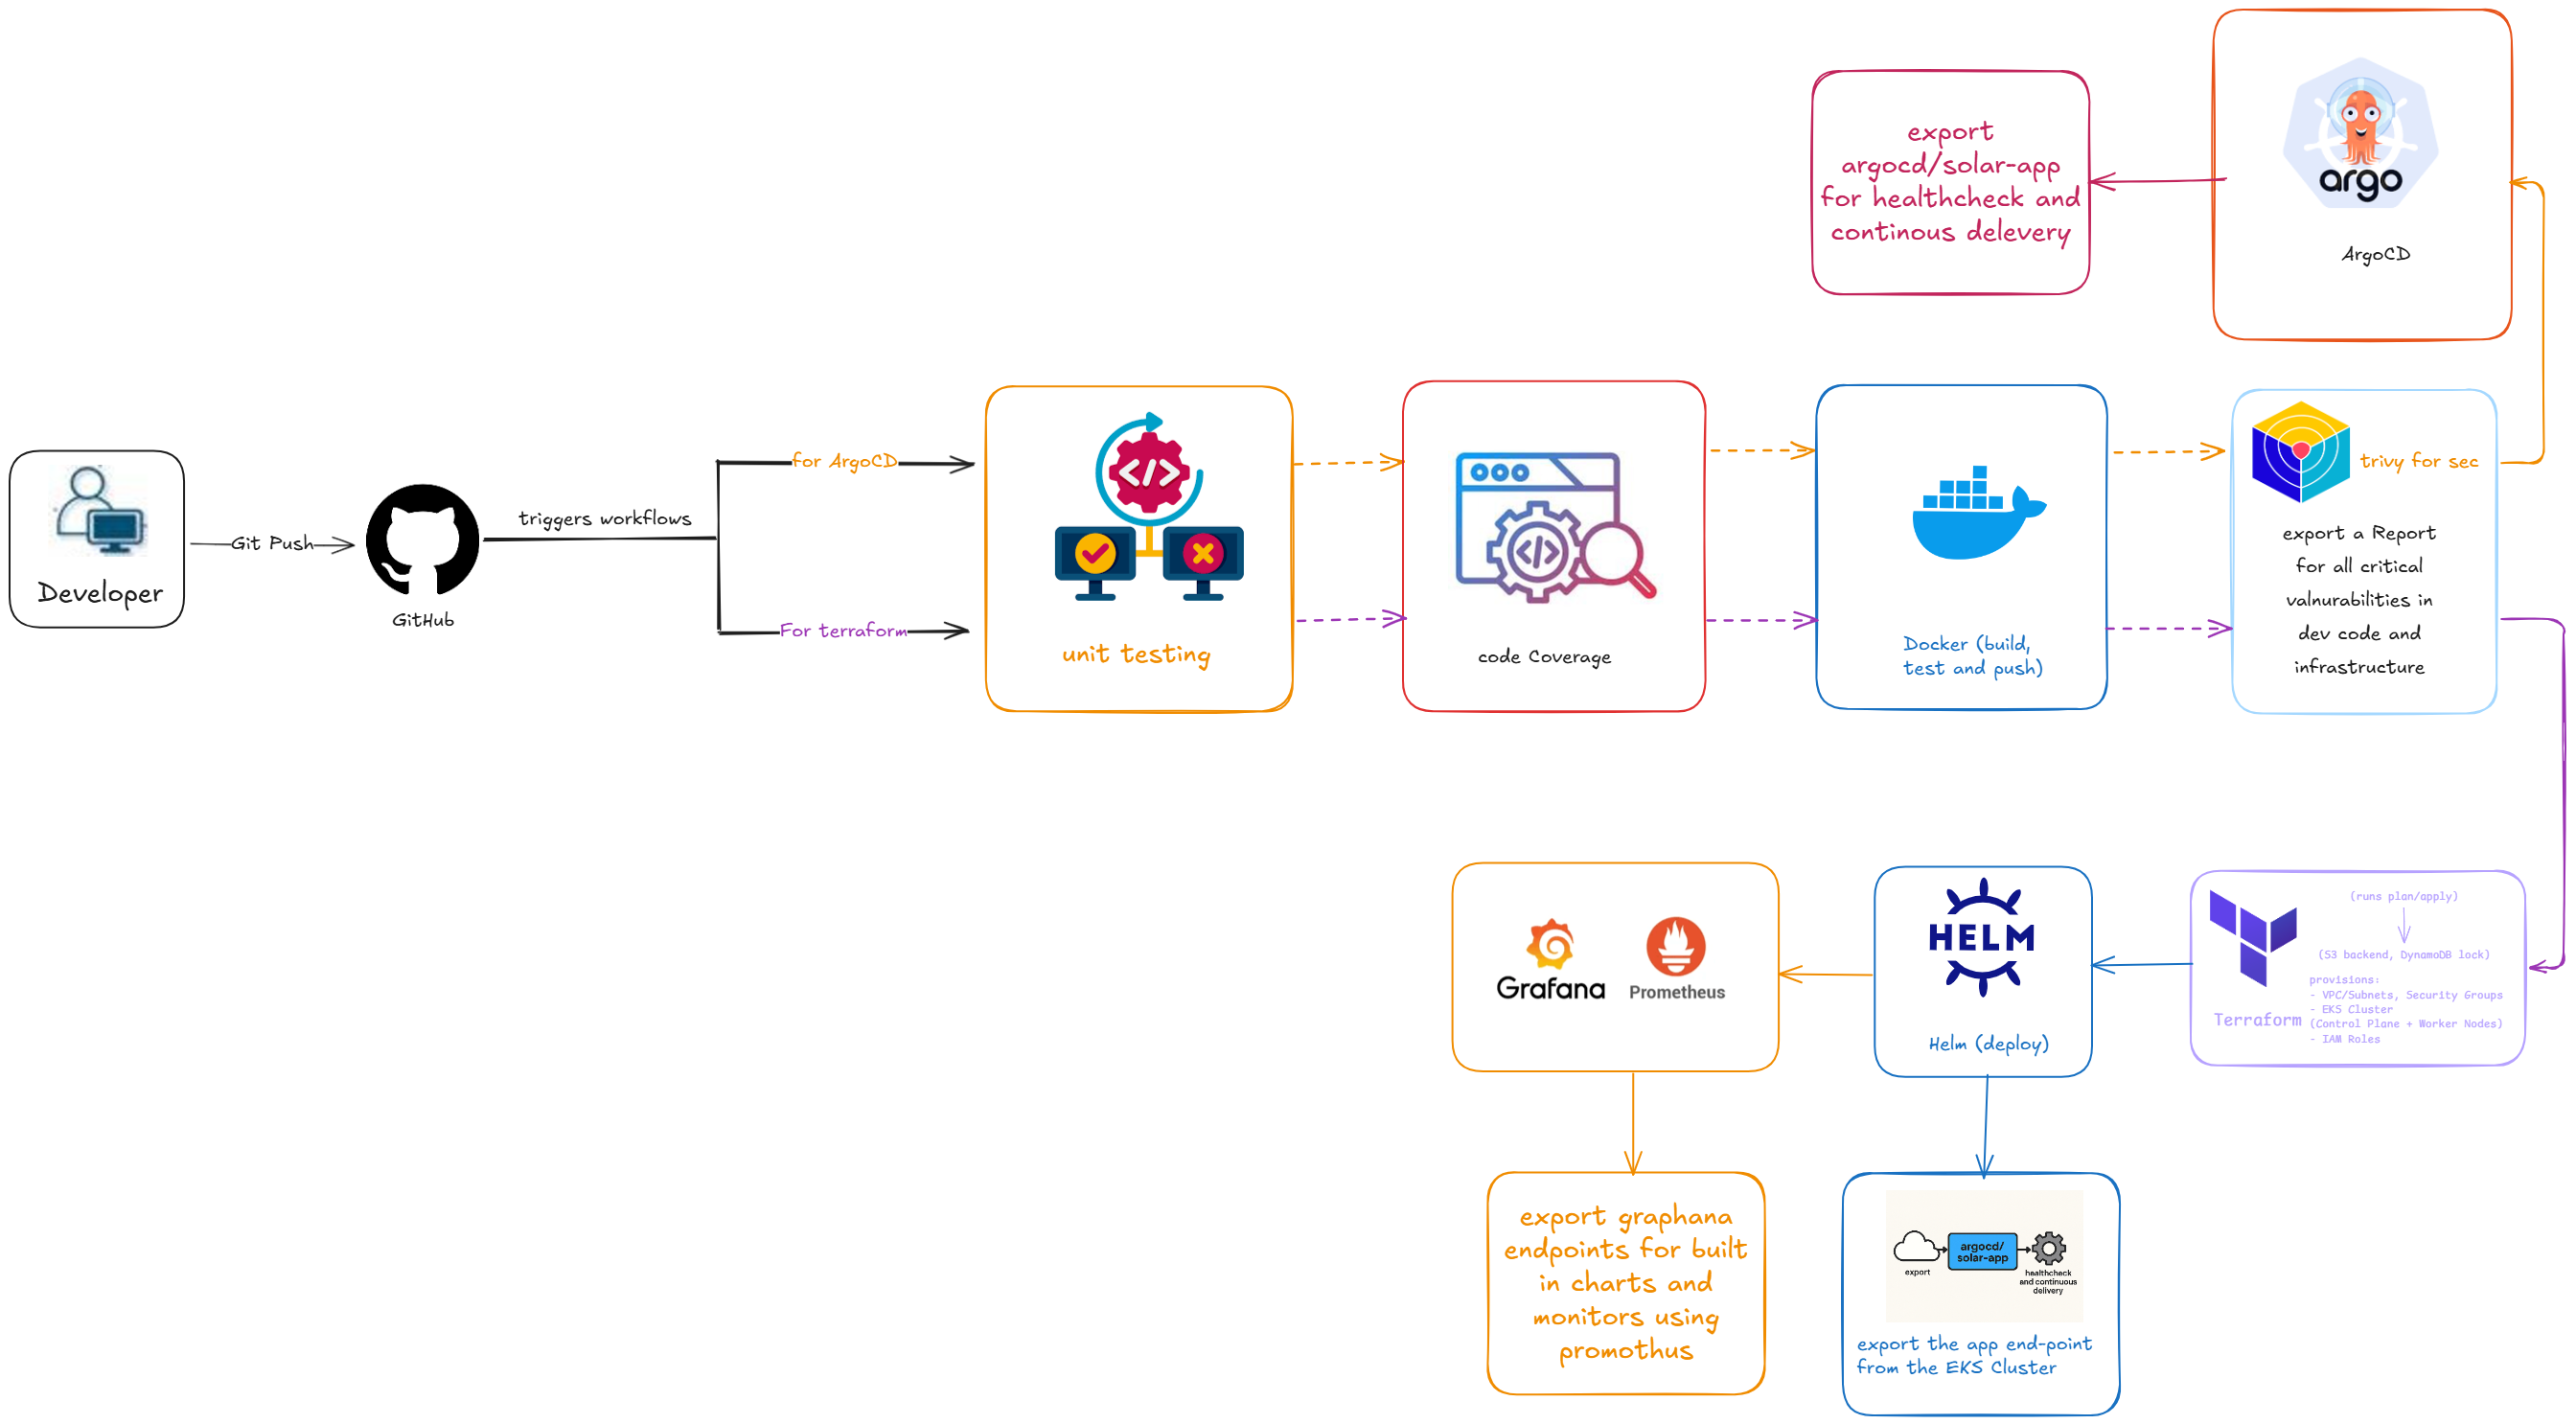 Developer
Git Push
GitHub
triggers workflows
for ArgoCD
For terraform
</>
unit testing
</>
code Coverage
Docker (build,
test and push)
trivy for sec
export a Report
for all critical
valnurabilities in
dev code and
infrastructure
argo
ArgoCD
export
argocd/solar-app
for healthcheck and
continous delevery
(runs plan/apply)
(S3 backend, DynamoDB lock)
provisions:
- VPC/Subnets, Security Groups
- EKS Cluster
(Control Plane + Worker Nodes)
- IAM Roles
Terraform
HELM
Helm (deploy)
Grafana
Prometheus
export graphana
endpoints for built
in charts and
monitors using
promothus
export
argocd/
solar-app
healthcheck
and continuous
delivery
export the app end-point
from the EKS Cluster